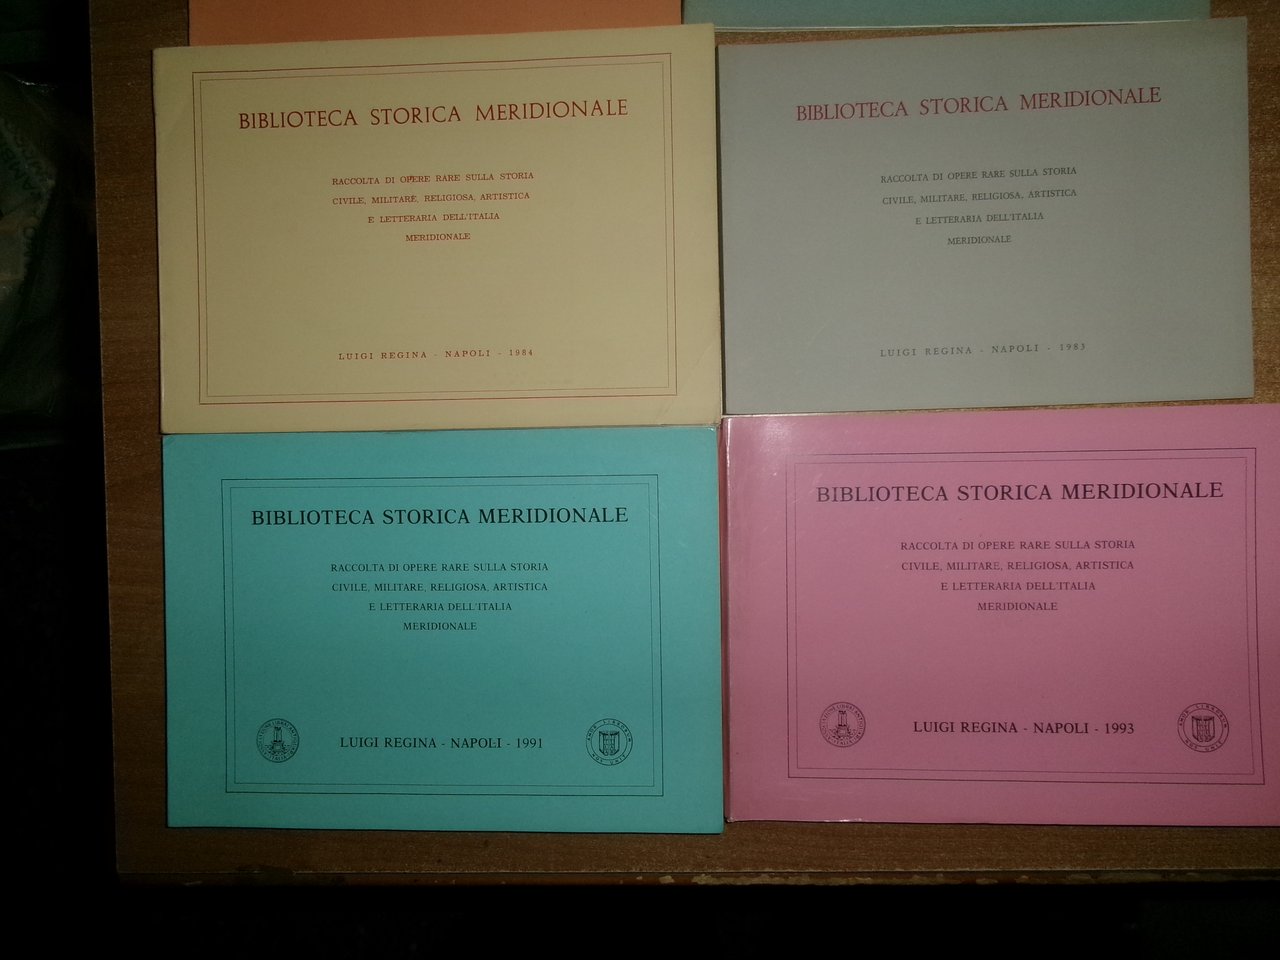 BIBLIOTECA STORICA MERIDIONALE
RACCOLTA DI OPERE RARE SULLA STORIA
CIVILE, MILITARE, RELIGIOSA, ARTISTICA
E LETTERARIA DELL'ITALIA
MERIDIONALE
LUIGI REGINA - NAPOLI - 1984
BIBLIOTECA STORICA MERIDIONALE
RACCOLTA DI OPERE RARE SULLA STORIA
CIVILE, MILITARE, RELIGIOSA, ARTISTICA
E LETTERARIA DELL'ITALIA
MERIDIONALE
LUIGI REGINA - NAPOLI - 1983
BIBLIOTECA STORICA MERIDIONALE
RACCOLTA DI OPERE RARE SULLA STORIA
CIVILE, MILITARE, RELIGIOSA, ARTISTICA
E LETTERARIA DELL'ITALIA
MERIDIONALE
LUIGI REGINA - NAPOLI - 1991
BIBLIOTECA STORICA MERIDIONALE
RACCOLTA DI OPERE RARE SULLA STORIA
CIVILE, MILITARE, RELIGIOSA, ARTISTICA
E LETTERARIA DELL'ITALIA
MERIDIONALE
LUIGI REGINA - NAPOLI - 1993